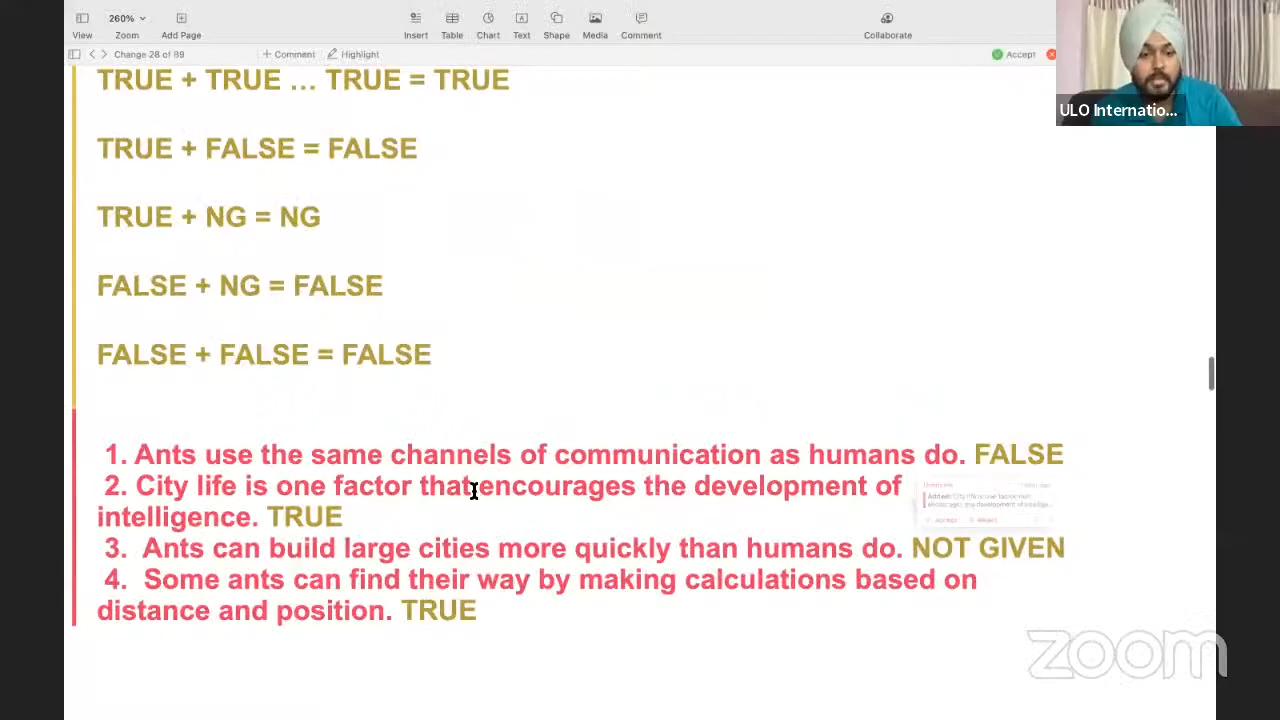 260%
View
Zoom
Add Page
Insert
Table
Chart
Text
Shape
Media
Comment
Collaborate
Change 28 of 89
+ Comment
Highlight
Accept
ULO Internatio...
TRUE + TRUE ... TRUE = TRUE
TRUE + FALSE = FALSE
TRUE + NG = NG
FALSE + NG = FALSE
FALSE + FALSE = FALSE
1. Ants use the same channels of communication as humans do. FALSE
2. City life is one factor that encourages the development of
intelligence. TRUE
3. Ants can build large cities more quickly than humans do. NOT GIVEN
4. Some ants can find their way by making calculations based on
distance and position. TRUE
zoom